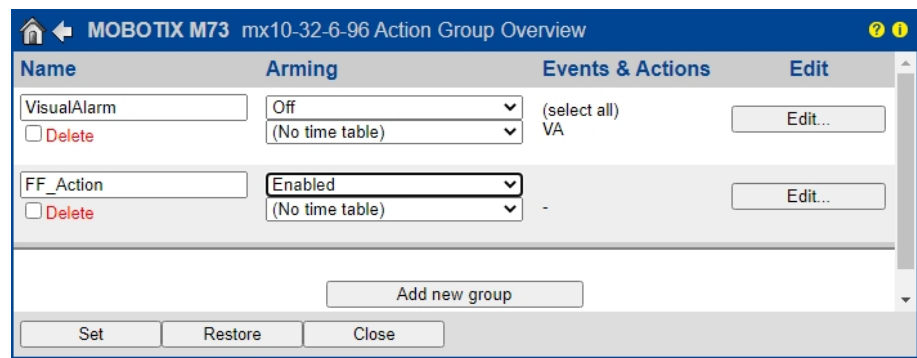 MOBOTIX M73 mx10-32-6-96 Action Group Overview ? i
Name Arming Events & Actions Edit
VisualAlarm Off (select all) Edit...
Delete (No time table) VA
FF_Action Enabled Edit...
Delete (No time table) -
Add new group
Set Restore Close